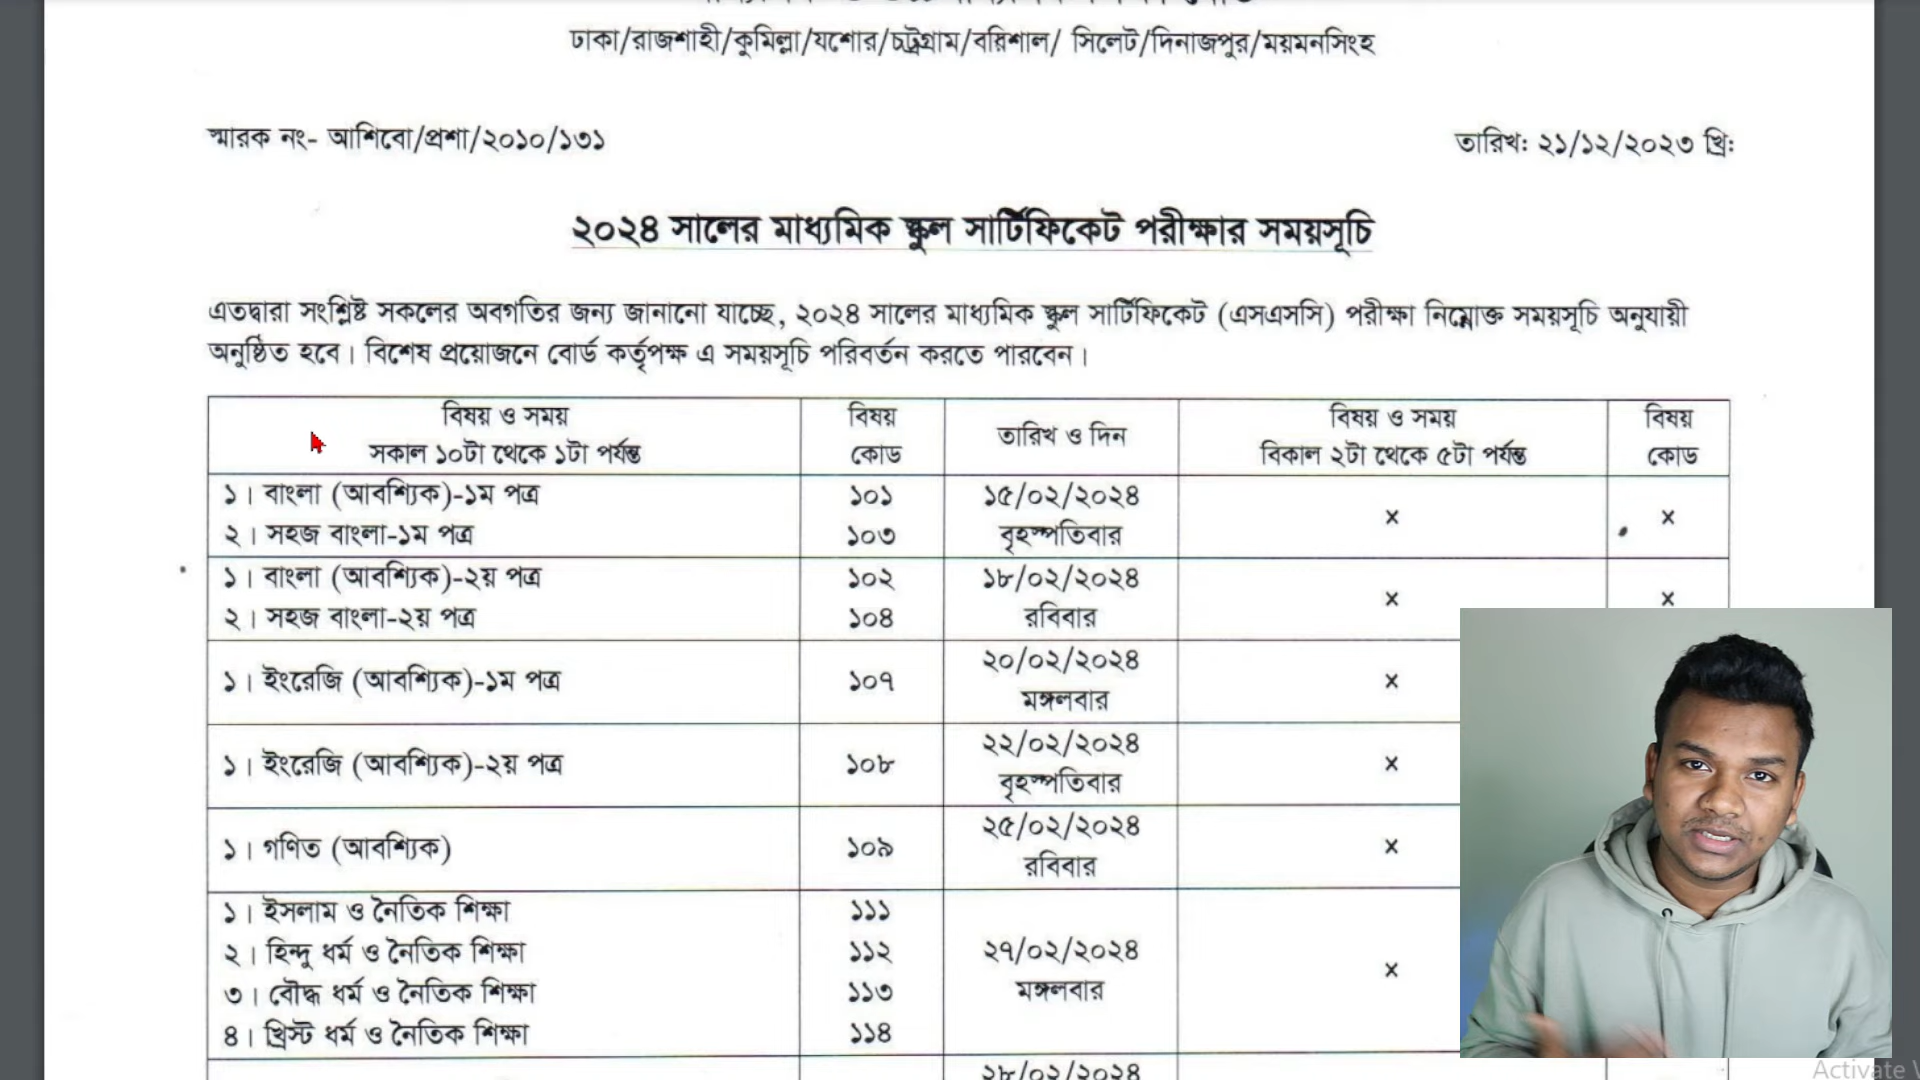 ঢাকা/রাজশাহী/কুমিল্লা/যশোর/চট্টগ্রাম/বরিশাল/ সিলেট/দিনাজপুর/ময়মনসিংহ
স্মারক নং- আশিবো/প্রশা/২০১০/১৩১
তারিখঃ ২১/১২/২০২৩ খ্রিঃ
২০২৪ সালের মাধ্যমিক স্কুল সার্টিফিকেট পরীক্ষার সময়সূচি
এতদ্বারা সংশ্লিষ্ট সকলের অবগতির জন্য জানানো যাচ্ছে, ২০২৪ সালের মাধ্যমিক স্কুল সার্টিফিকেট (এসএসসি) পরীক্ষা নিম্নোক্ত সময়সূচি অনুযায়ী
অনুষ্ঠিত হবে। বিশেষ প্রয়োজনে বোর্ড কর্তৃপক্ষ এ সময়সূচি পরিবর্তন করতে পারবেন।
বিষয় ও সময়
সকাল ১০টা থেকে ১টা পর্যন্ত
বিষয়
কোড
তারিখ ও দিন
বিষয় ও সময়
বিকাল ২টা থেকে ৫টা পর্যন্ত
বিষয়
কোড
১। বাংলা (আবশ্যিক)-১ম পত্র
২। সহজ বাংলা-১ম পত্র
১০১
১০৩
১৫/০২/২০২৪
বৃহস্পতিবার
×
×
১। বাংলা (আবশ্যিক)-২য় পত্র
২। সহজ বাংলা-২য় পত্র
১০২
১০৪
১৮/০২/২০২৪
রবিবার
×
×
১। ইংরেজি (আবশ্যিক)-১ম পত্র
১০৭
২০/০২/২০২৪
মঙ্গলবার
×
১। ইংরেজি (আবশ্যিক)-২য় পত্র
১০৮
২২/০২/২০২৪
বৃহস্পতিবার
×
১। গণিত (আবশ্যিক)
১০৯
২৫/০২/২০২৪
রবিবার
×
১। ইসলাম ও নৈতিক শিক্ষা
২। হিন্দু ধর্ম ও নৈতিক শিক্ষা
৩। বৌদ্ধ ধর্ম ও নৈতিক শিক্ষা
৪। খ্রিস্ট ধর্ম ও নৈতিক শিক্ষা
১১১
১১২
১১৩
১১৪
২৭/০২/২০২৪
মঙ্গলবার
×
২৮/০২/২০২৪
Activate